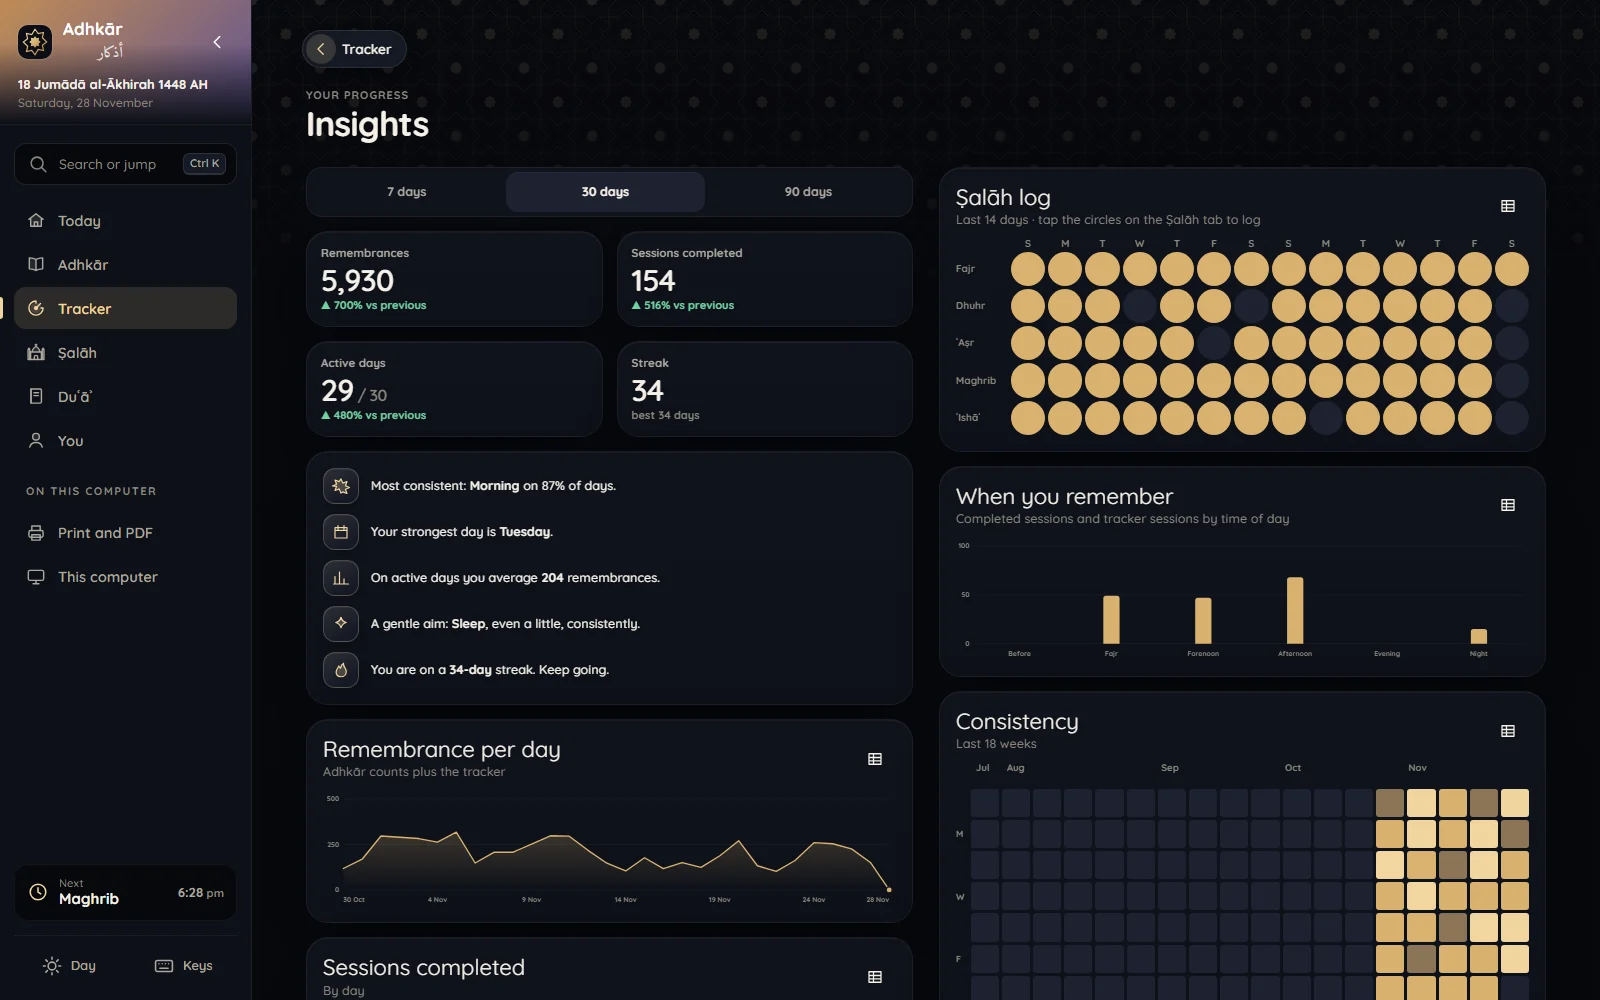 Adhkār
أذكار
18 Jumādā al-Ākhirah 1448 AH
Saturday, 28 November
Search or jump
Ctrl K
Today
Adhkār
Tracker
Ṣalāh
Duʿāʾ
You
ON THIS COMPUTER
Print and PDF
This computer
Next
Maghrib
6:28 pm
Day
Keys
Tracker
YOUR PROGRESS
Insights
7 days
30 days
90 days
Remembrances
5,930
▲ 700% vs previous
Sessions completed
154
▲ 516% vs previous
Active days
29 / 30
▲ 480% vs previous
Streak
34
best 34 days
Most consistent: Morning on 87% of days.
Your strongest day is Tuesday.
On active days you average 204 remembrances.
A gentle aim: Sleep, even a little, consistently.
You are on a 34-day streak. Keep going.
Remembrance per day
Adhkār counts plus the tracker
500
250
0
30 Oct 4 Nov 9 Nov 14 Nov 19 Nov 24 Nov 28 Nov
Sessions completed
By day
Ṣalāh log
Last 14 days · tap the circles on the Ṣalāh tab to log
S M T W T F S S M T W T F S
Fajr
Dhuhr
ʿAṣr
Maghrib
ʿIshāʾ
When you remember
Completed sessions and tracker sessions by time of day
100
50
0
Before Fajr Forenoon Afternoon Evening Night
Consistency
Last 18 weeks
Jul Aug Sep Oct Nov
M
W
F